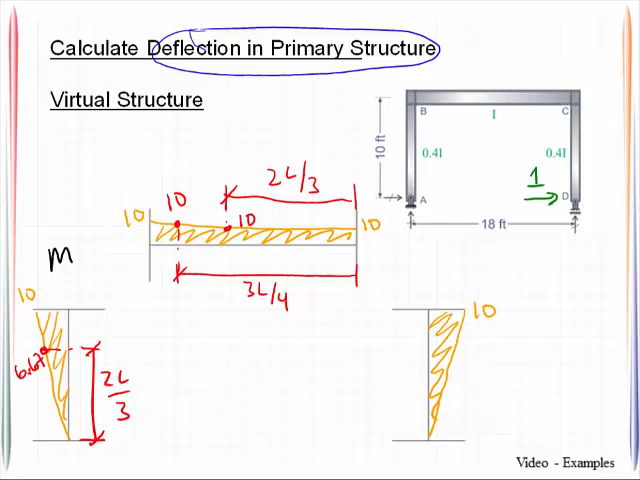 Calculate Deflection in Primary Structure
Virtual Structure
B
I
C
10 ft
0.4I
0.4I
1
A
D
18 ft
2L/3
10
10
10
10
M
3L/4
10
6.67
2L
3
10
Video - Examples